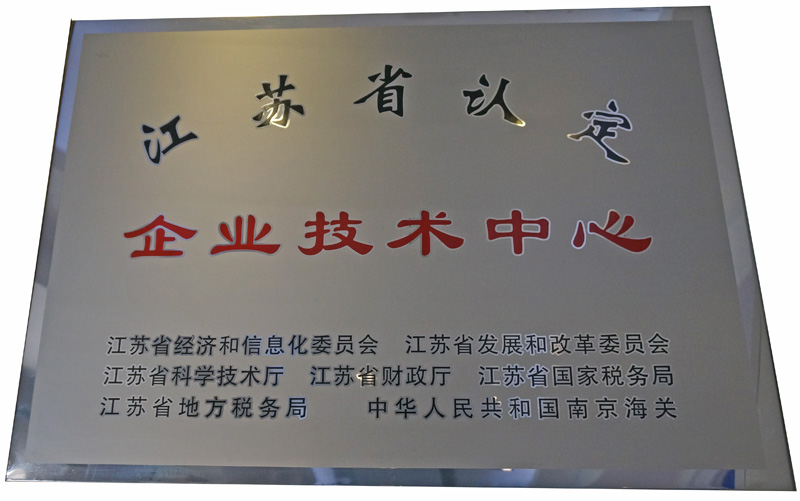 江苏省认定
企业技术中心
江苏省经济和信息化委员会 江苏省发展和改革委员会
江苏省科学技术厅 江苏省财政厅 江苏省国家税务局
江苏省地方税务局 中华人民共和国南京海关